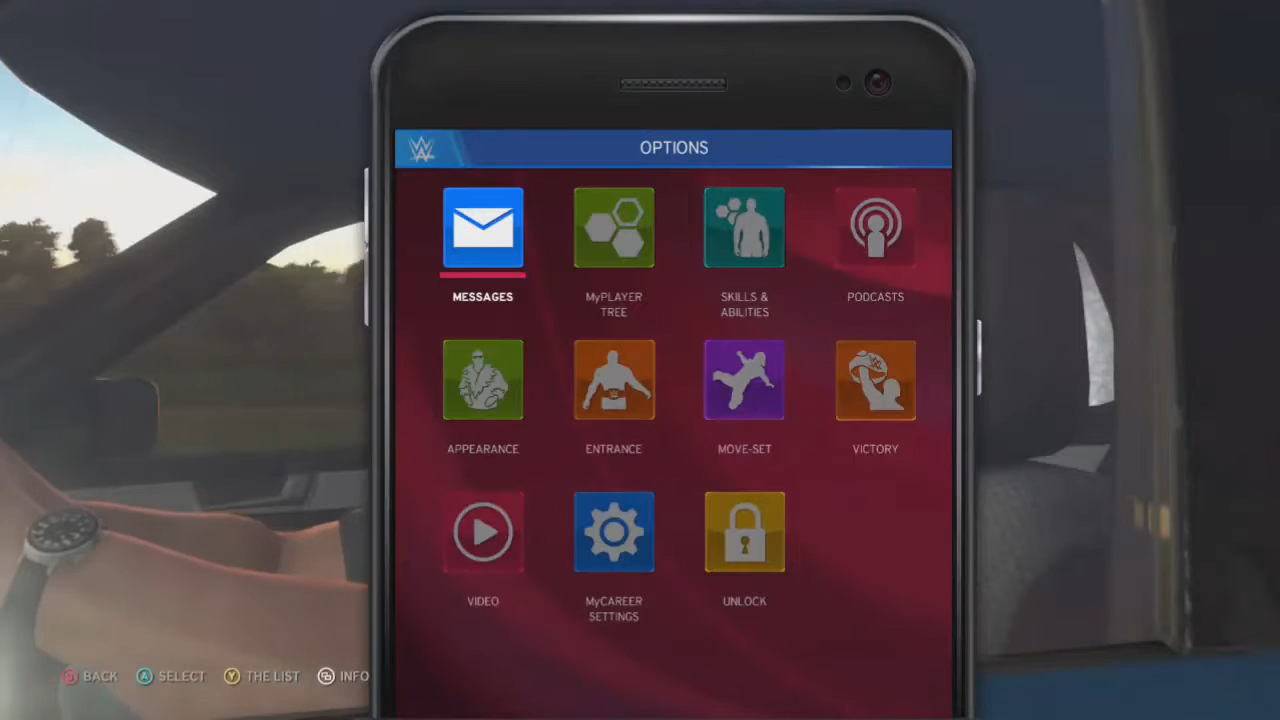 OPTIONS
MESSAGES
MyPLAYER
TREE
SKILLS &
ABILITIES
PODCASTS
APPEARANCE
ENTRANCE
MOVE-SET
VICTORY
VIDEO
MyCAREER
SETTINGS
UNLOCK
B BACK
A SELECT
Y THE LIST
INFO